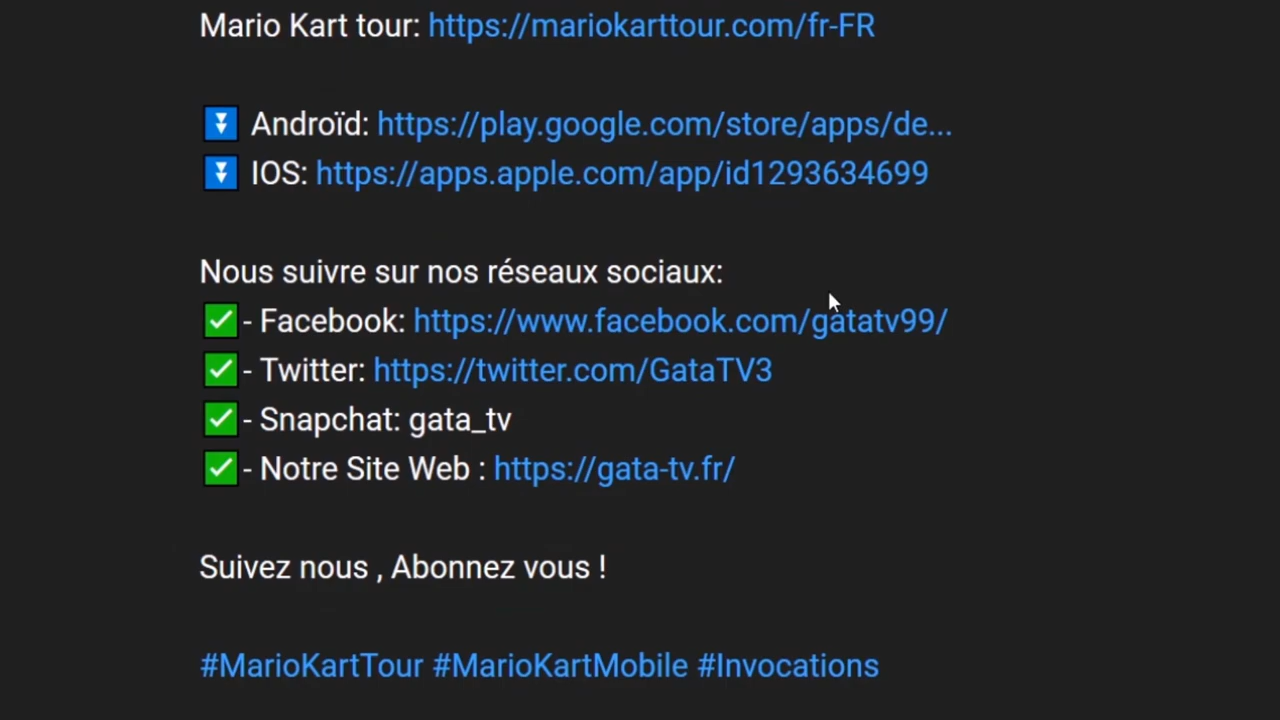 Mario Kart tour: https://mariokarttour.com/fr-FR
⏬ Androïd: https://play.google.com/store/apps/de...
⏬ IOS: https://apps.apple.com/app/id1293634699
Nous suivre sur nos réseaux sociaux:
✅- Facebook: https://www.facebook.com/gatatv99/
✅- Twitter: https://twitter.com/GataTV3
✅- Snapchat: gata_tv
✅- Notre Site Web : https://gata-tv.fr/
Suivez nous , Abonnez vous !
#MarioKartTour #MarioKartMobile #Invocations